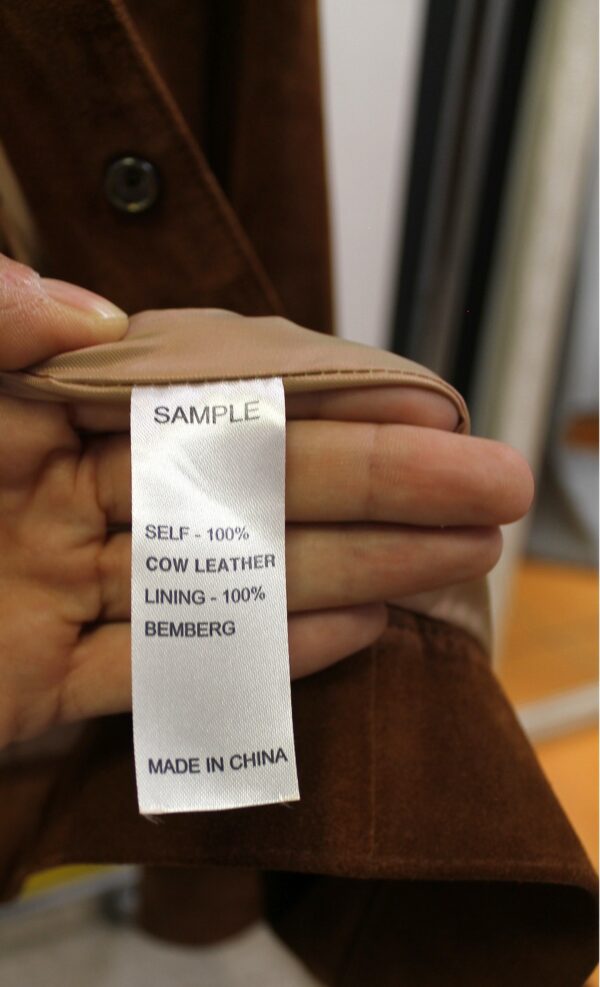 SAMPLE
SELF - 100%
COW LEATHER
LINING - 100%
BEMBERG
MADE IN CHINA